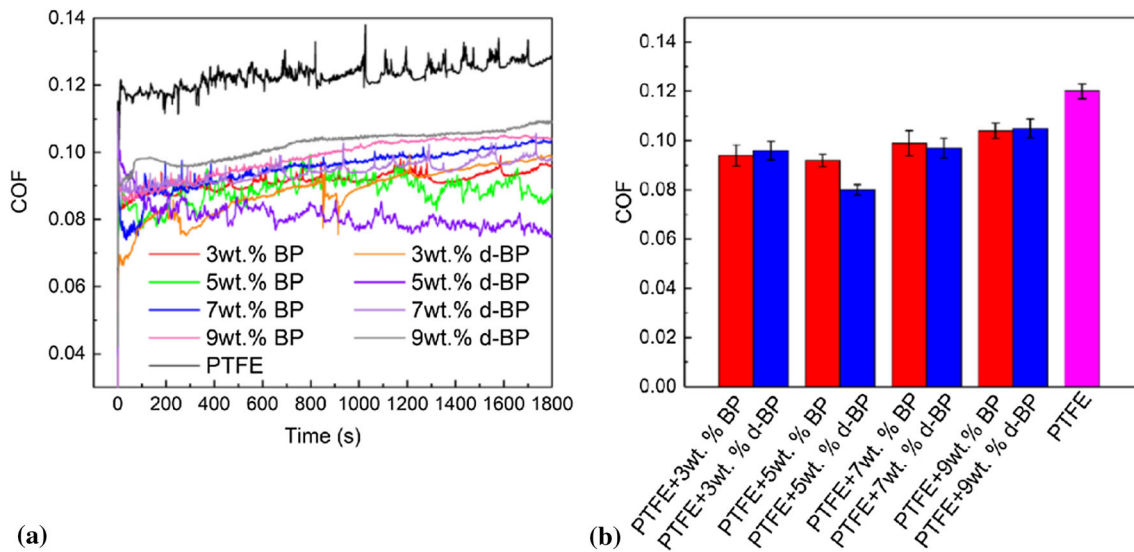 (a)
COF
0.14
0.12
0.10
0.08
0.06
0.04
3wt.% BP
3wt.% d-BP
5wt.% BP
5wt.% d-BP
7wt.% BP
7wt.% d-BP
9wt.% BP
9wt.% d-BP
PTFE
0 200 400 600 800 1000 1200 1400 1600 1800
Time (s)
(b)
COF
0.14
0.12
0.10
0.08
0.06
0.04
0.02
0.00
PTFE+3wt. % BP
PTFE+3wt. % d-BP
PTFE+5wt. % BP
PTFE+5wt. % d-BP
PTFE+7wt. % BP
PTFE+7wt. % d-BP
PTFE+9wt. % BP
PTFE+9wt. % d-BP
PTFE